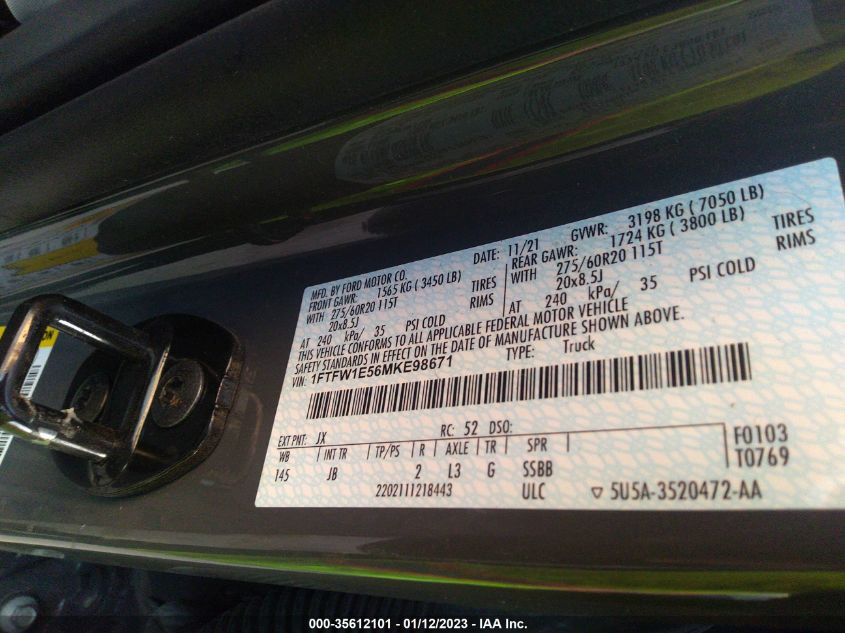 MFD. BY FORD MOTOR CO.
DATE: 11/21
GVWR: 3198 KG ( 7050 LB)
FRONT GAWR: 1565 KG ( 3450 LB)
REAR GAWR: 1724 KG ( 3800 LB)
WITH 275/60R20 115T TIRES
WITH 275/60R20 115T TIRES
20x8.5J RIMS
20x8.5J RIMS
AT 240 kPa/ 35 PSI COLD
AT 240 kPa/ 35 PSI COLD
THIS VEHICLE CONFORMS TO ALL APPLICABLE FEDERAL MOTOR VEHICLE
SAFETY STANDARDS IN EFFECT ON THE DATE OF MANUFACTURE SHOWN ABOVE.
VIN: 1FTFW1E56MKE98671
TYPE: Truck
EXT PNT: JX RC: 52 DSO:
F0103
WB INT TR TP/PS R AXLE TR SPR
T0769
145 JB 2 L3 G SSBB
2202111218443 ULC ▽ 5U5A-3520472-AA
000-35612101 - 01/12/2023 - IAA Inc.